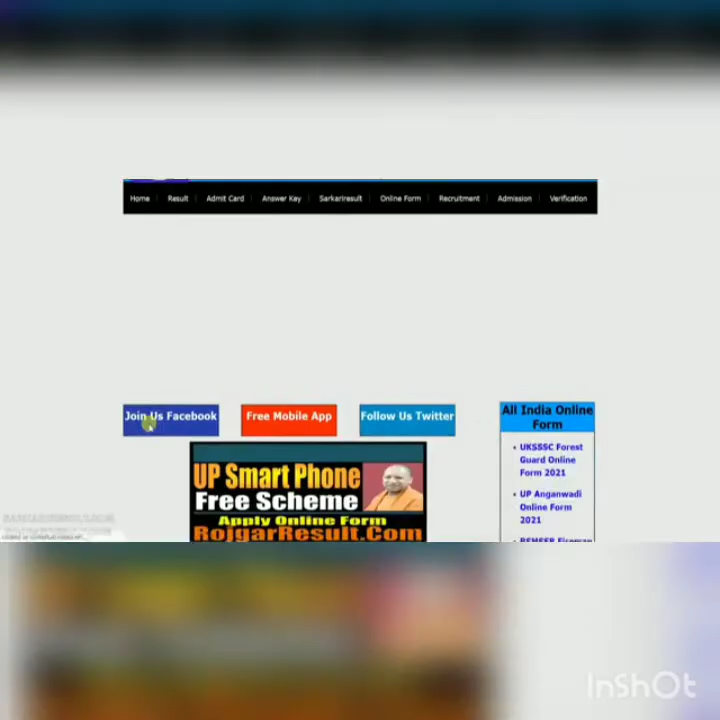 Home Result Admit Card Answer Key Sarkariresult Online Form Recruitment Admission Verification
Join Us Facebook Free Mobile App Follow Us Twitter
UP Smart Phone
Free Scheme
Apply Online Form
RojgarResult.Com
All India Online
Form
UKSSSC Forest
Guard Online
Form 2021
UP Anganwadi
Online Form
2021
InShOt